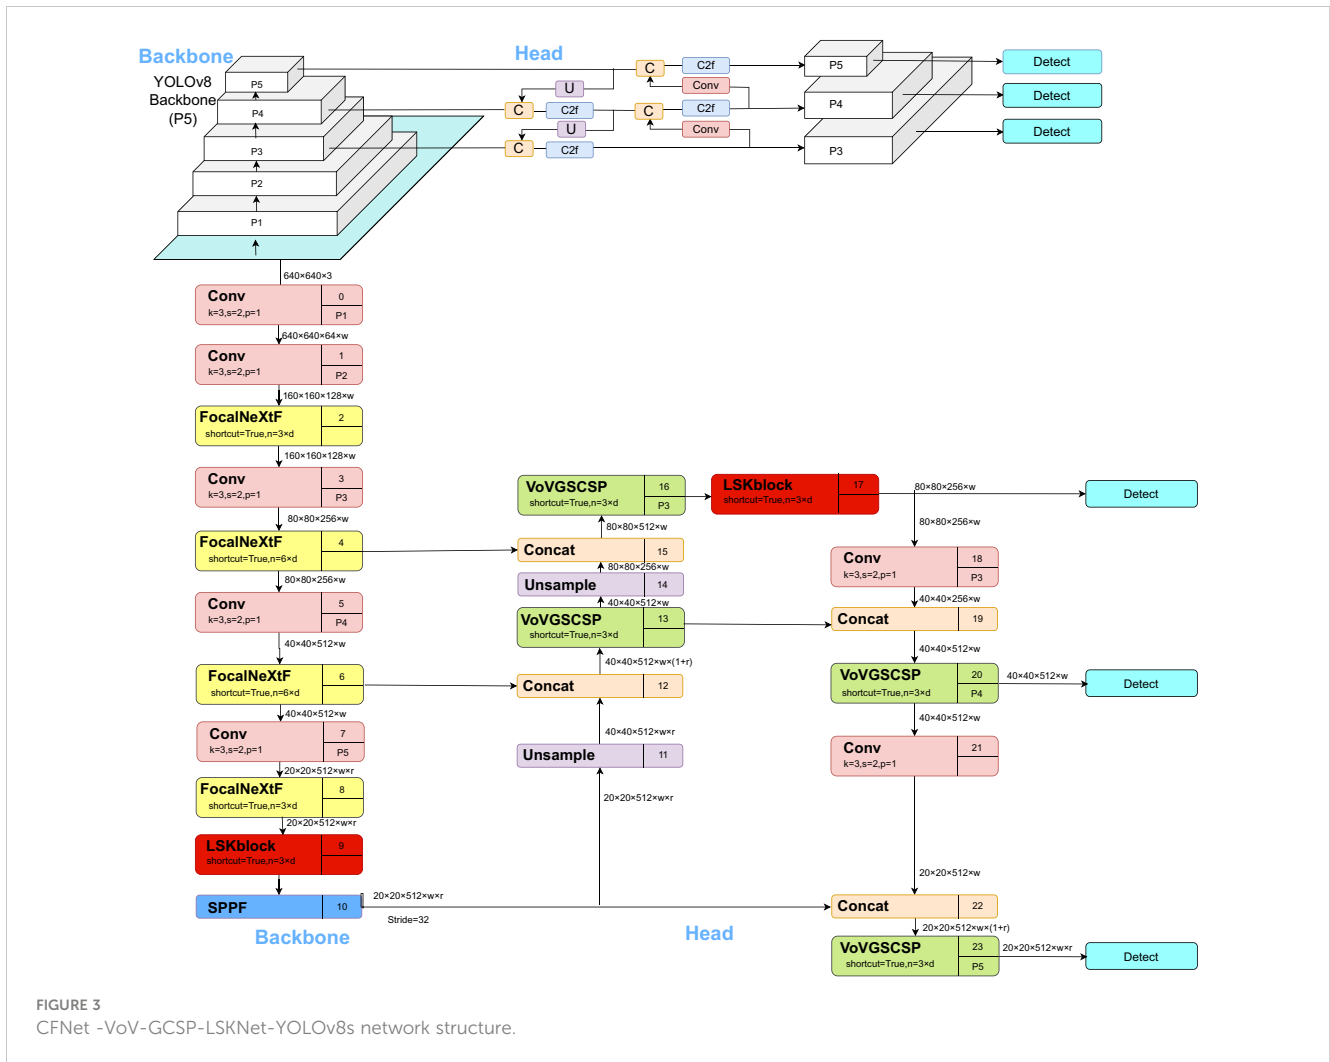 Backbone
Head
YOLOv8
Backbone
(P5)
P5
P4
P3
P2
P1
C
C2f
P5
Detect
U
Conv
C
C2f
C
C2f
P4
Detect
U
Conv
C
C2f
P3
Detect
640×640×3
Conv
k=3,s=2,p=1
0
P1
640×640×64×w
Conv
k=3,s=2,p=1
1
P2
160×160×128×w
FocalNeXtF
shortcut=True,n=3×d
2
160×160×128×w
Conv
k=3,s=2,p=1
3
P3
80×80×256×w
FocalNeXtF
shortcut=True,n=6×d
4
80×80×256×w
Conv
k=3,s=2,p=1
5
P4
40×40×512×w
FocalNeXtF
shortcut=True,n=6×d
6
40×40×512×w
Conv
k=3,s=2,p=1
7
P5
20×20×512×w×r
FocalNeXtF
shortcut=True,n=3×d
8
20×20×512×w×r
LSKblock
shortcut=True,n=3×d
9
SPPF
10
20×20×512×w×r
Stride=32
Backbone
Head
VoVGSCSP
shortcut=True,n=3×d
16
P3
80×80×512×w
Concat
15
80×80×256×w
Unsample
14
40×40×512×w
VoVGSCSP
shortcut=True,n=3×d
13
40×40×512×w×(1+r)
Concat
12
40×40×512×w×r
Unsample
11
20×20×512×w×r
LSKblock
shortcut=True,n=3×d
17
80×80×256×w
Detect
80×80×256×w
Conv
k=3,s=2,p=1
18
P3
40×40×256×w
Concat
19
40×40×512×w
VoVGSCSP
shortcut=True,n=3×d
20
P4
40×40×512×w
Detect
40×40×512×w
Conv
k=3,s=2,p=1
21
20×20×512×w
Concat
22
20×20×512×w×(1+r)
VoVGSCSP
shortcut=True,n=3×d
23
P5
20×20×512×w×r
Detect
FIGURE 3
CFNet -VoV-GCSP-LSKNet-YOLOv8s network structure.